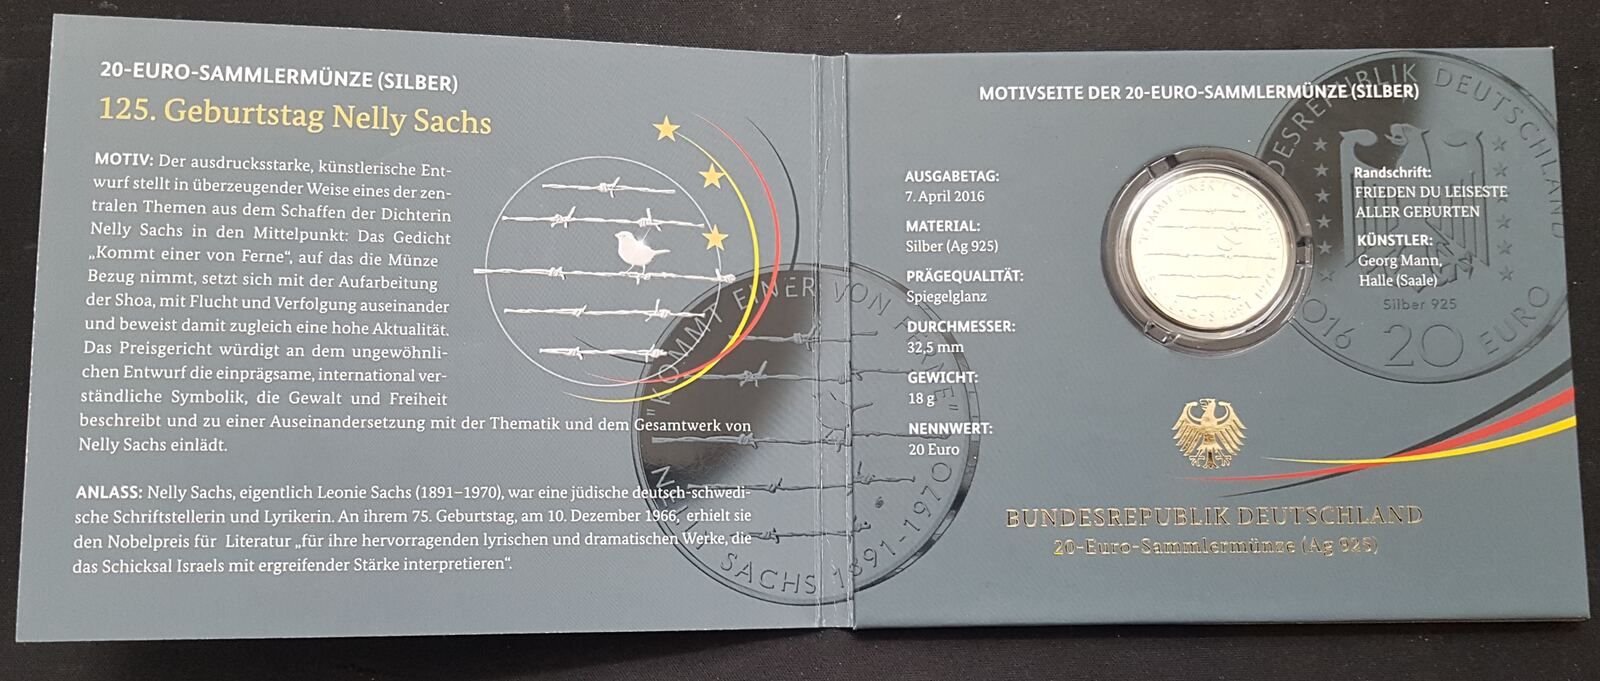 20-EURO-SAMMLERMÜNZE (SILBER)
125. Geburtstag Nelly Sachs
MOTIV: Der ausdrucksstarke, künstlerische Ent-
wurf stellt in überzeugender Weise eines der zen-
tralen Themen aus dem Schaffen der Dichterin
Nelly Sachs in den Mittelpunkt: Das Gedicht
„Kommt einer von Ferne“, auf das die Münze
Bezug nimmt, setzt sich mit der Aufarbeitung
der Shoa, mit Flucht und Verfolgung auseinander
und beweist damit zugleich eine hohe Aktualität.
Das Preisgericht würdigt an dem ungewöhnli-
chen Entwurf die einprägsame, international ver-
ständliche Symbolik, die Gewalt und Freiheit
beschreibt und zu einer Auseinandersetzung mit der Thematik und dem Gesamtwerk von
Nelly Sachs einlädt.
ANLASS: Nelly Sachs, eigentlich Leonie Sachs (1891–1970), war eine jüdische deutsch-schwedi-
sche Schriftstellerin und Lyrikerin. An ihrem 75. Geburtstag, am 10. Dezember 1966, erhielt sie
den Nobelpreis für Literatur „für ihre hervorragenden lyrischen und dramatischen Werke, die
das Schicksal Israels mit ergreifender Stärke interpretieren“.
"KOMMT EINER VON FERNE"
NELLY SACHS 1891-1970
MOTIVSEITE DER 20-EURO-SAMMLERMÜNZE (SILBER)
AUSGABETAG:
7. April 2016
MATERIAL:
Silber (Ag 925)
PRÄGEQUALITÄT:
Spiegelglanz
DURCHMESSER:
32,5 mm
GEWICHT:
18 g
NENNWERT:
20 Euro
"KOMMT EINER VON FERNE"
SACHS 1891-1970
Randschrift:
FRIEDEN DU LEISESTE
ALLER GEBURTEN
KÜNSTLER:
Georg Mann,
Halle (Saale)
BUNDESREPUBLIK DEUTSCHLAND
Silber 925
2016 20 EURO
BUNDESREPUBLIK DEUTSCHLAND
20-Euro-Sammlermünze (Ag 925)